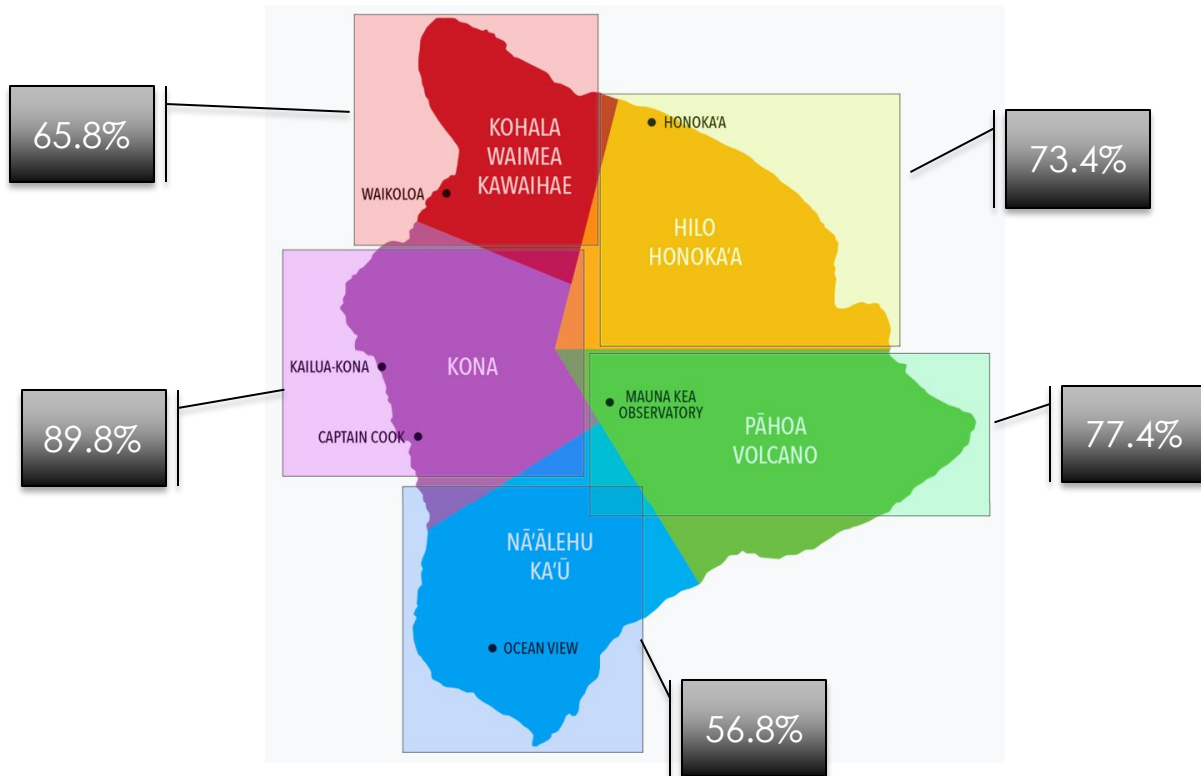 65.8%
KOHALA
WAIMEA
KAWAIHAE
WAIKOLOA
HONOKA‘A
HILO
HONOKA‘A
73.4%
KAILUA-KONA
KONA
CAPTAIN COOK
89.8%
MAUNA KEA
OBSERVATORY
PĀHOA
VOLCANO
77.4%
NĀ‘ĀLEHU
KA‘Ū
OCEAN VIEW
56.8%